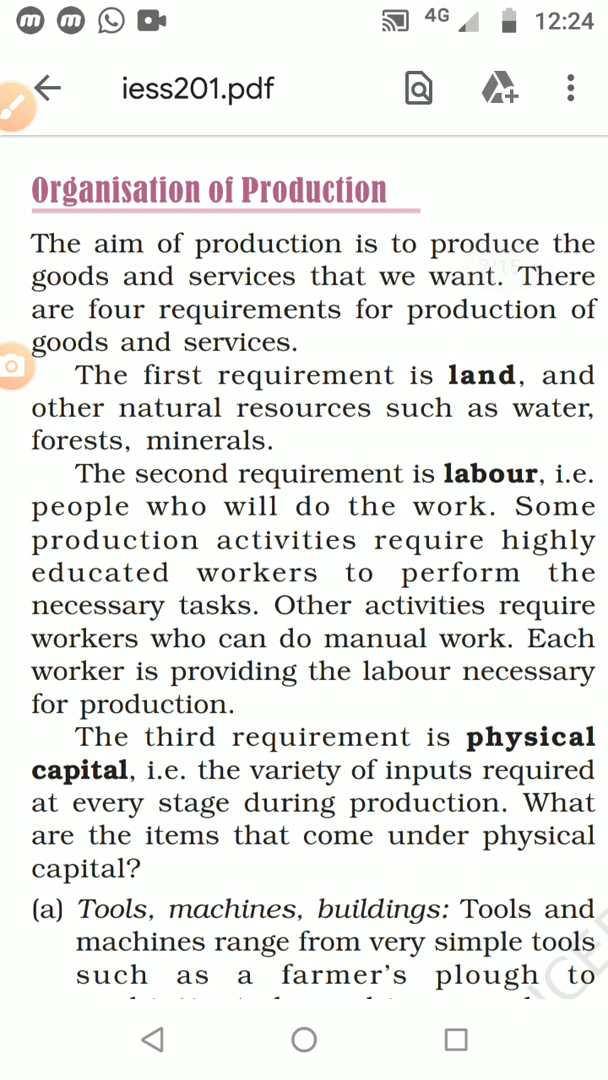 4G 12:24
iess201.pdf
Organisation of Production
The aim of production is to produce the
goods and services that we want. There
are four requirements for production of
goods and services.
The first requirement is land, and
other natural resources such as water,
forests, minerals.
The second requirement is labour, i.e.
people who will do the work. Some
production activities require highly
educated workers to perform the
necessary tasks. Other activities require
workers who can do manual work. Each
worker is providing the labour necessary
for production.
The third requirement is physical
capital, i.e. the variety of inputs required
at every stage during production. What
are the items that come under physical
capital?
(a) Tools, machines, buildings: Tools and
machines range from very simple tools
such as a farmer's plough to